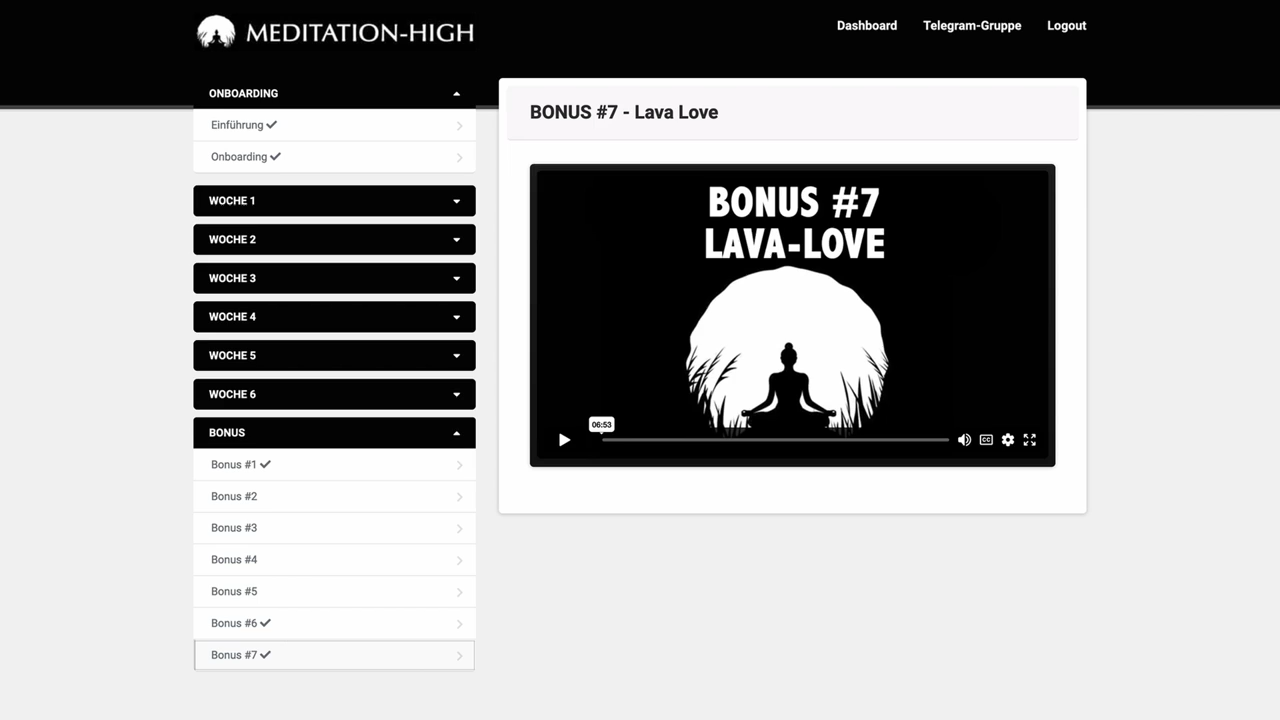 MEDITATION-HIGH
Dashboard
Telegram-Gruppe
Logout
ONBOARDING
Einführung
Onboarding
WOCHE 1
WOCHE 2
WOCHE 3
WOCHE 4
WOCHE 5
WOCHE 6
BONUS
Bonus #1
Bonus #2
Bonus #3
Bonus #4
Bonus #5
Bonus #6
Bonus #7
BONUS #7 - Lava Love
BONUS #7
LAVA-LOVE
06:53
CC